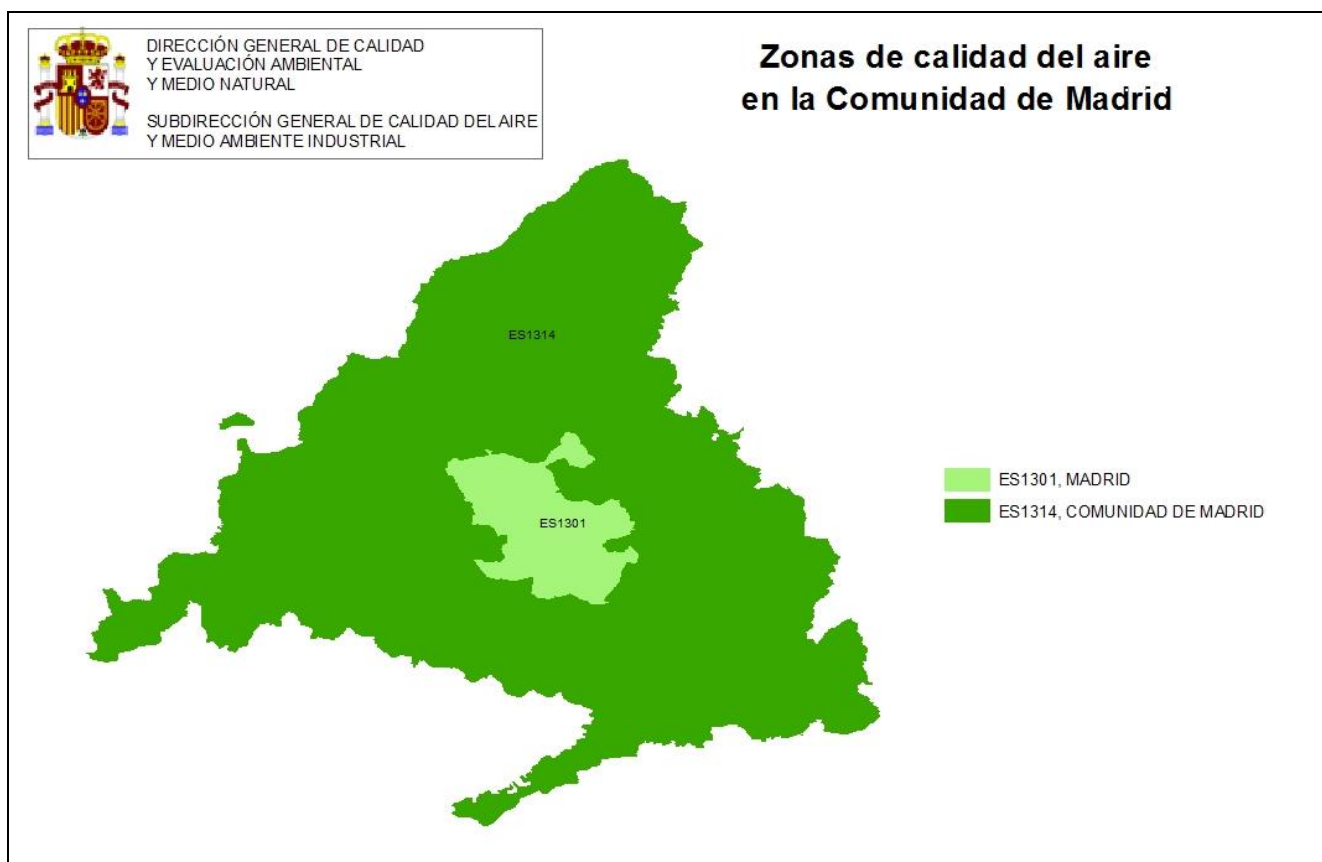 DIRECCIÓN GENERAL DE CALIDAD
Y EVALUACIÓN AMBIENTAL
Y MEDIO NATURAL
SUBDIRECCIÓN GENERAL DE CALIDAD DEL AIRE
Y MEDIO AMBIENTE INDUSTRIAL
Zonas de calidad del aire
en la Comunidad de Madrid
ES1314
ES1301
ES1301, MADRID
ES1314, COMUNIDAD DE MADRID